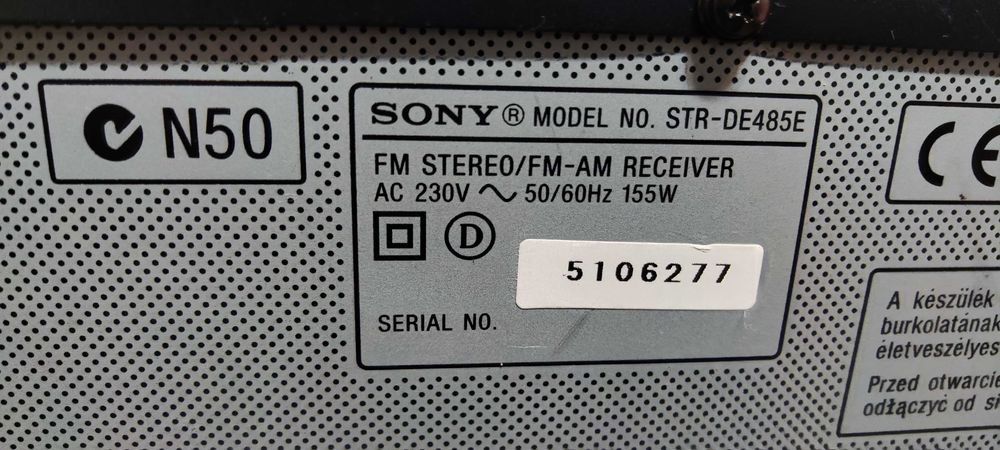 N50
SONY® MODEL NO. STR-DE485E
FM STEREO/FM-AM RECEIVER
AC 230V ~ 50/60Hz 155W
D
5106277
SERIAL NO.
CE
A készülék
burkolatának
életveszélyes
Przed otwarcie
odłączyć od si